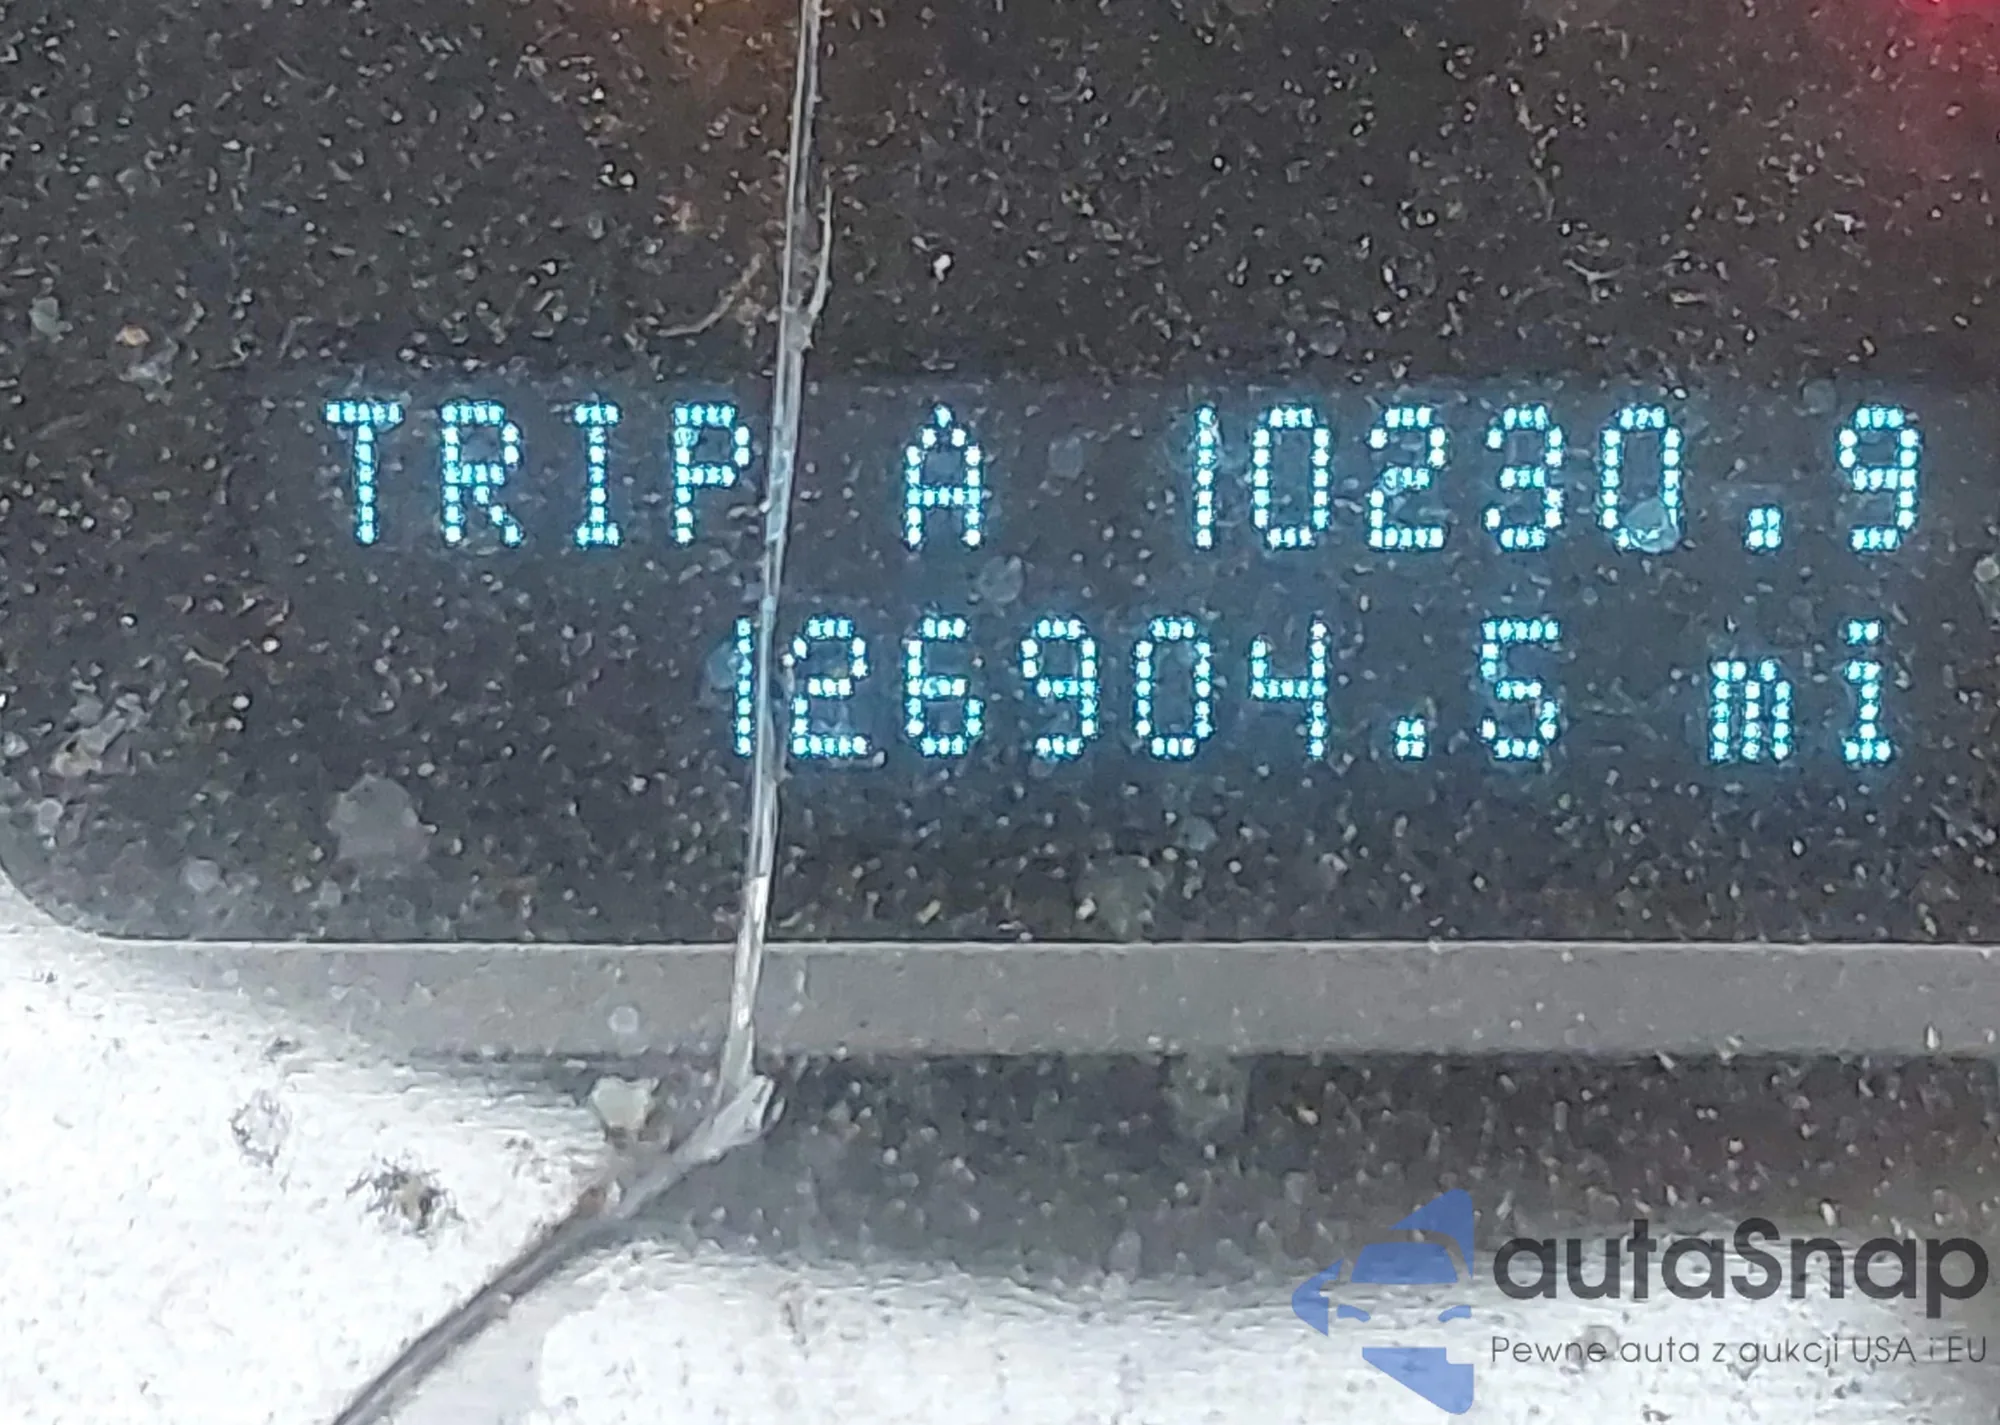 TRIP A 10230.9
126904.5 mi
autaSnap
Pewne auta z aukcji USA i EU